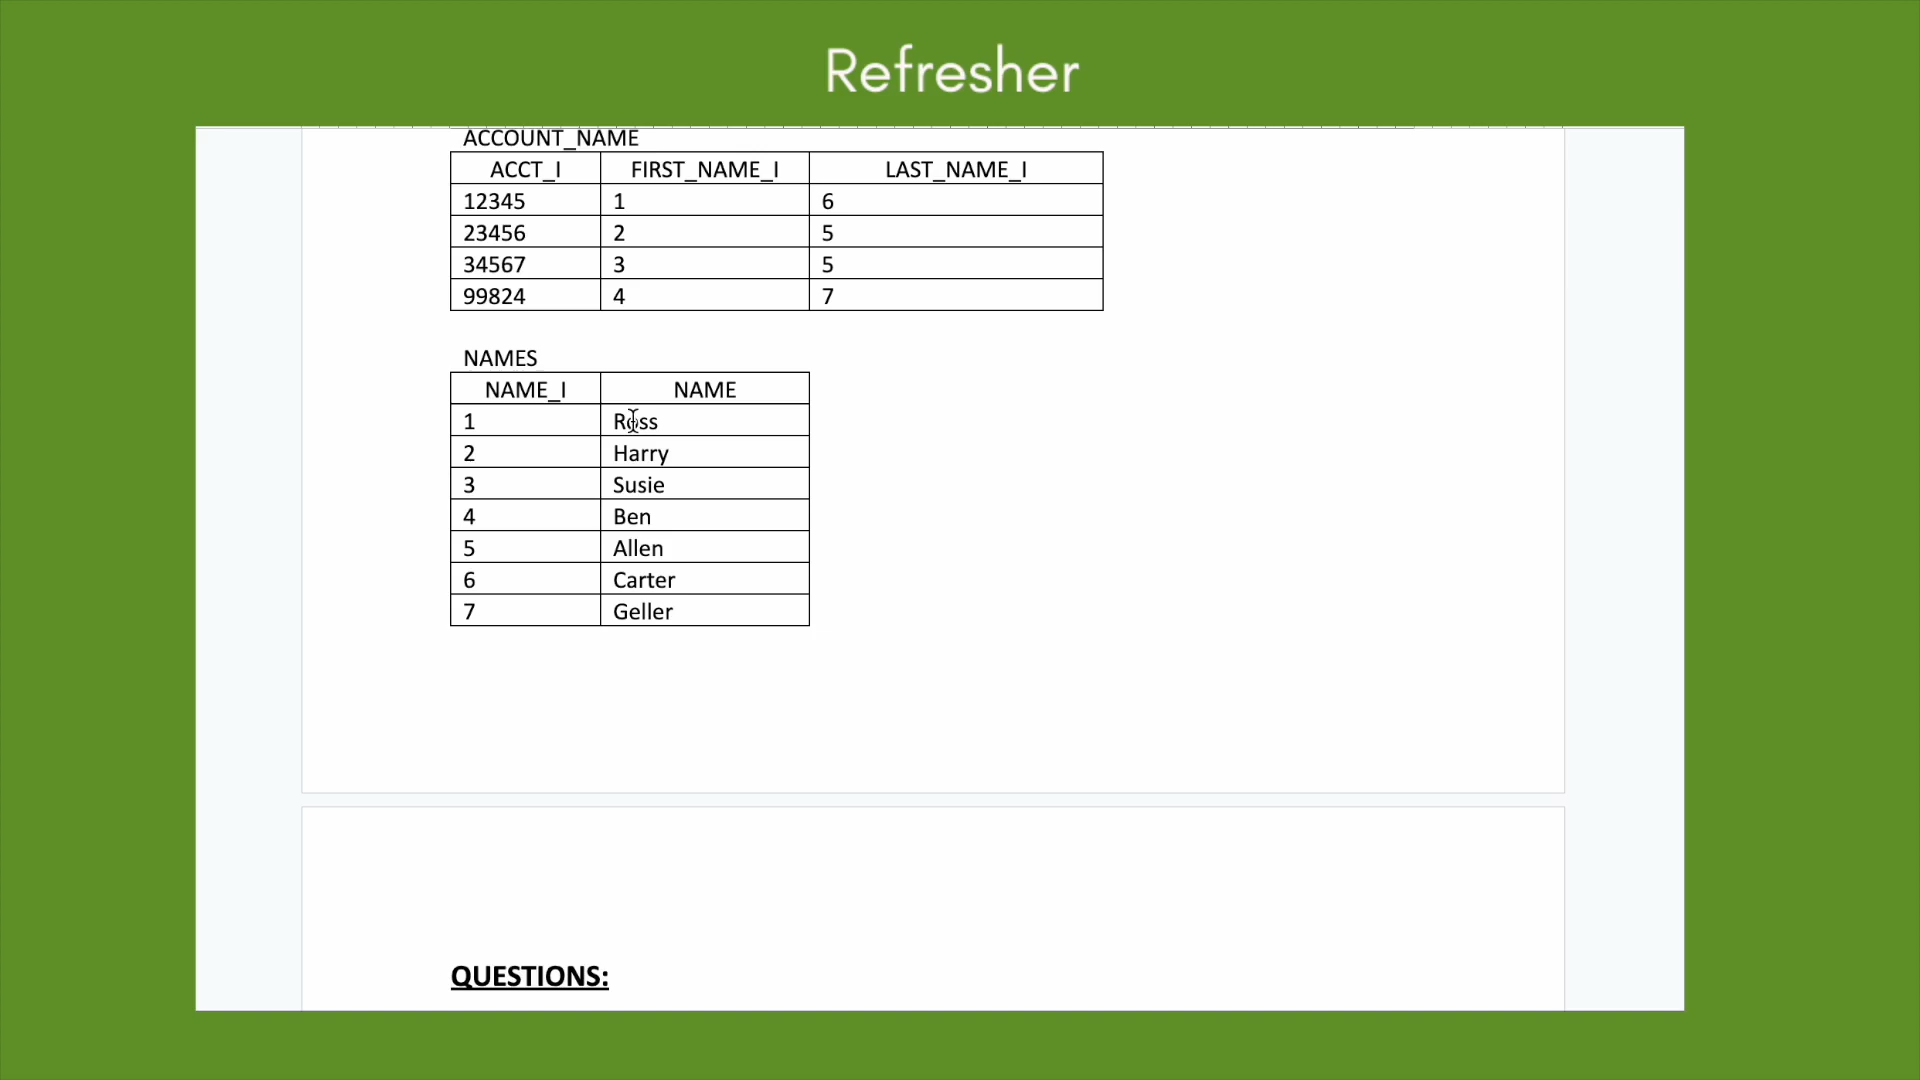 Refresher
ACCOUNT_NAME
ACCT_I FIRST_NAME_I LAST_NAME_I
12345 1 6
23456 2 5
34567 3 5
99824 4 7
NAMES
NAME_I NAME
1 Ross
2 Harry
3 Susie
4 Ben
5 Allen
6 Carter
7 Geller
QUESTIONS: